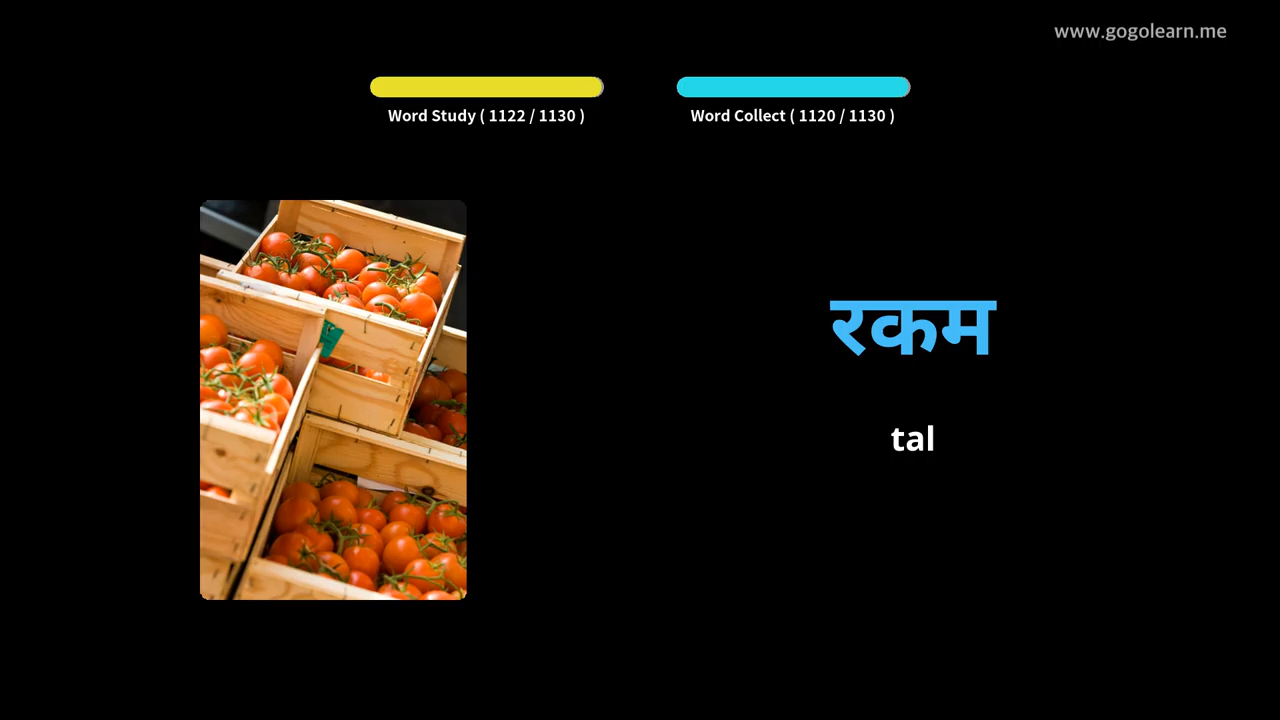 www.gogolearn.me
Word Study ( 1122 / 1130 )
Word Collect ( 1120 / 1130 )
रकम
tal